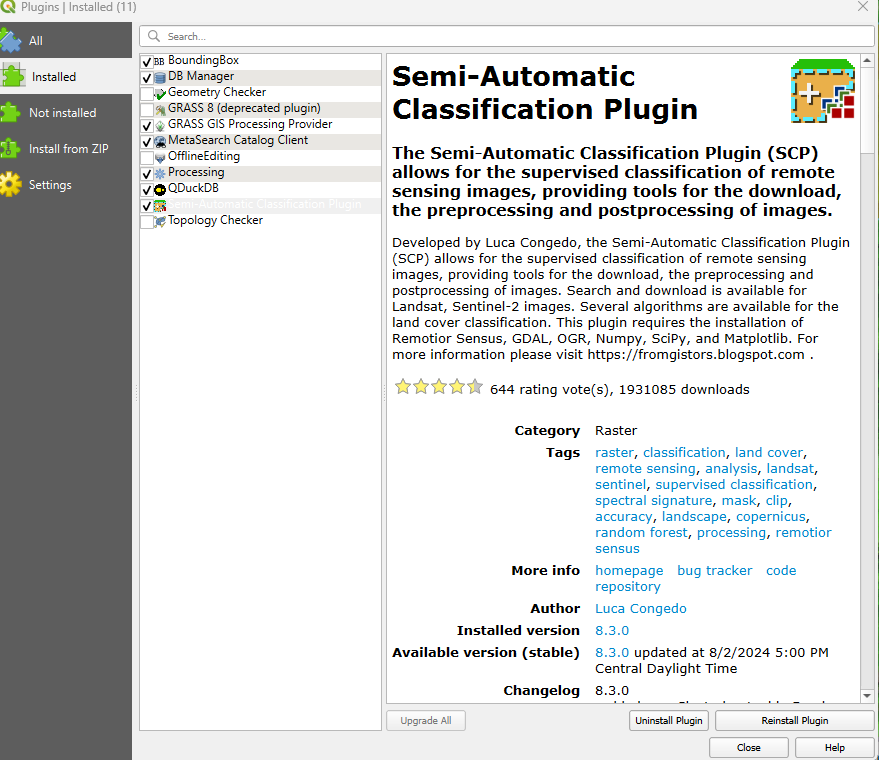 Plugins | Installed (11)
All
Installed
Not installed
Install from ZIP
Settings
Search...
BoundingBox
DB Manager
Geometry Checker
GRASS 8 (deprecated plugin)
GRASS GIS Processing Provider
MetaSearch Catalog Client
OfflineEditing
Processing
QDuckDB
Semi-Automatic Classification Plugin
Topology Checker
Semi-Automatic
Classification Plugin
The Semi-Automatic Classification Plugin (SCP)
allows for the supervised classification of remote
sensing images, providing tools for the download,
the preprocessing and postprocessing of images.
Developed by Luca Congedo, the Semi-Automatic Classification Plugin
(SCP) allows for the supervised classification of remote sensing
images, providing tools for the download, the preprocessing and
postprocessing of images. Search and download is available for
Landsat, Sentinel-2 images. Several algorithms are available for the
land cover classification. This plugin requires the installation of
Remotior Sensus, GDAL, OGR, Numpy, SciPy, and Matplotlib. For
more information please visit https://fromgistors.blogspot.com .
644 rating vote(s), 1931085 downloads
Category Raster
Tags raster, classification, land cover,
remote sensing, analysis, landsat,
sentinel, supervised classification,
spectral signature, mask, clip,
accuracy, landscape, copernicus,
random forest, processing, remotior
sensus
More info homepage bug tracker code
repository
Author Luca Congedo
Installed version 8.3.0
Available version (stable) 8.3.0 updated at 8/2/2024 5:00 PM
Central Daylight Time
Changelog 8.3.0
Upgrade All
Uninstall Plugin
Reinstall Plugin
Close
Help